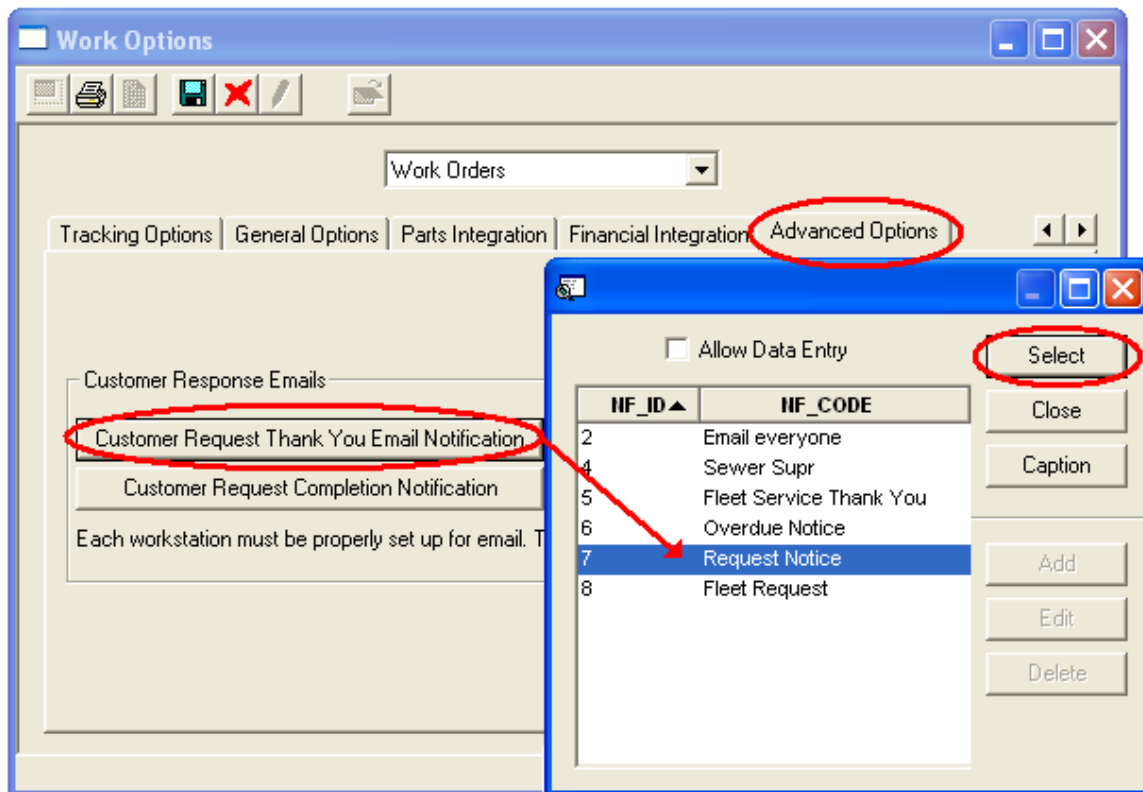 Work Options
Work Orders
Tracking Options General Options Parts Integration Financial Integration Advanced Options
Customer Response Emails
Customer Request Thank You Email Notification
Customer Request Completion Notification
Each workstation must be properly set up for email. T
Allow Data Entry
Select
Close
Caption
NF_ID NF_CODE
2 Email everyone
4 Sewer Supr
5 Fleet Service Thank You
6 Overdue Notice
7 Request Notice
8 Fleet Request
Add
Edit
Delete